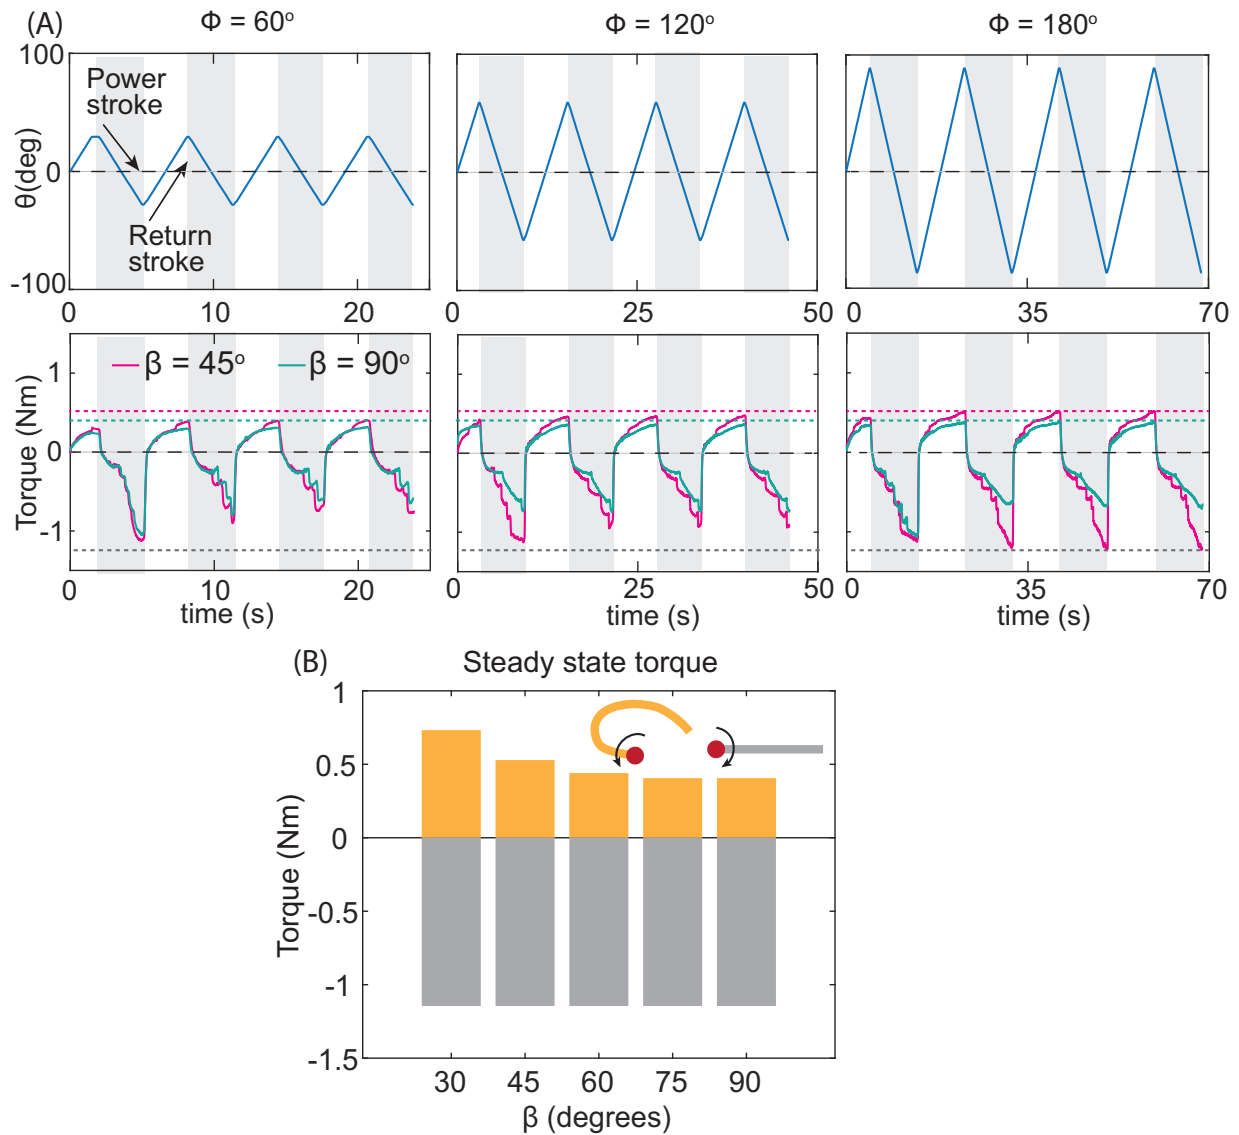 (A)
Φ = 60°
Φ = 120°
Φ = 180°
100
0
-100
θ(deg)
Power
stroke
Return
stroke
0 10 20
0 25 50
0 35 70
β = 45° β = 90°
1
0
-1
Torque (Nm)
0 10 20
0 25 50
0 35 70
time (s)
time (s)
time (s)
(B)
Steady state torque
1
0.5
0
-0.5
-1
-1.5
Torque (Nm)
30 45 60 75 90
β (degrees)